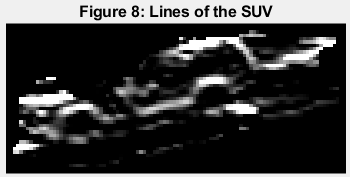 Figure 8: Lines of the SUV